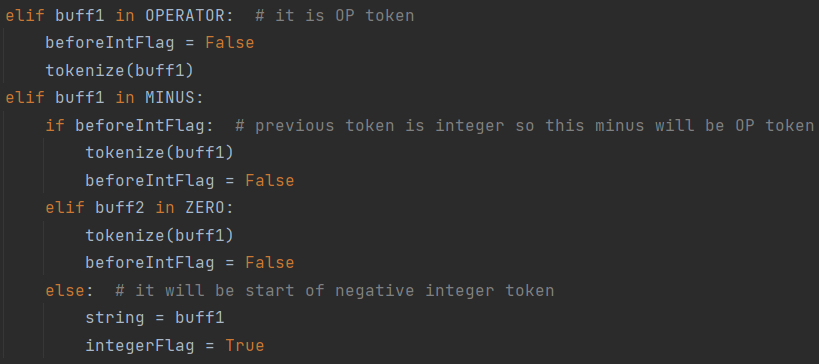 elif buff1 in OPERATOR:  # it is OP token
    beforeIntFlag = False
    tokenize(buff1)
elif buff1 in MINUS:
    if beforeIntFlag:  # previous token is integer so this minus will be OP token
        tokenize(buff1)
        beforeIntFlag = False
    elif buff2 in ZERO:
        tokenize(buff1)
        beforeIntFlag = False
    else:  # it will be start of negative integer token
        string = buff1
        integerFlag = True